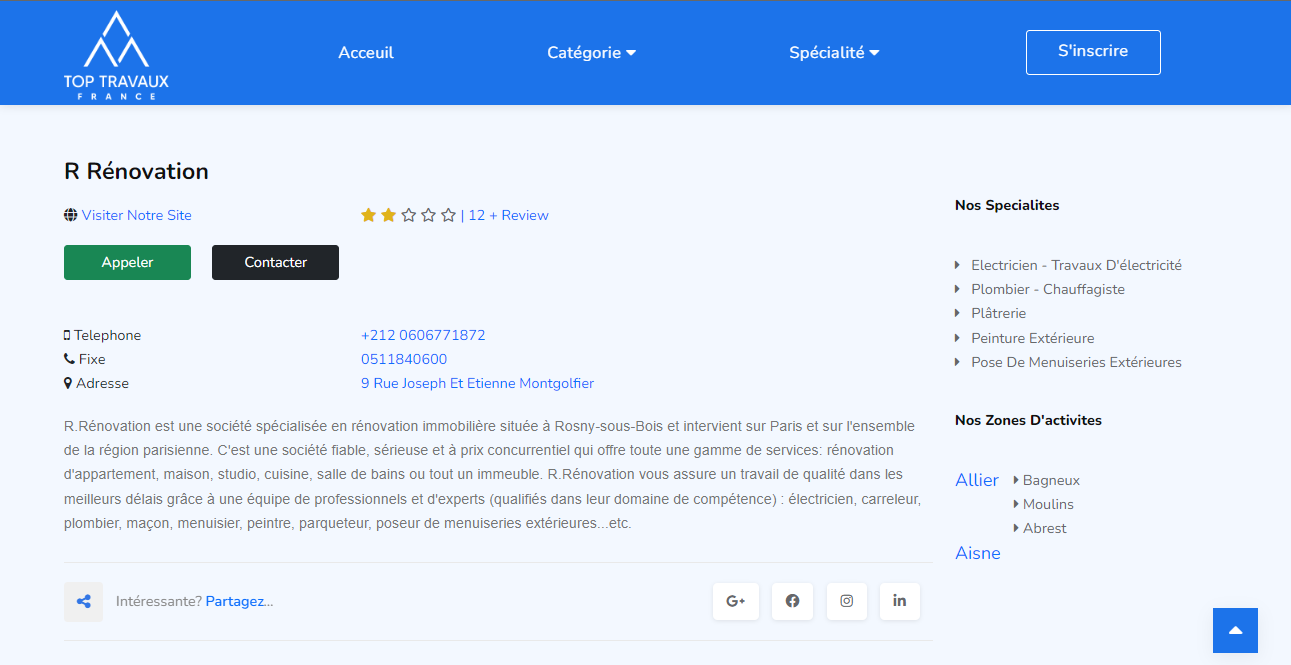 TOP TRAVAUX
FRANCE
Acceuil
Catégorie
Spécialité
S'inscrire
R Rénovation
Visiter Notre Site
| 12 + Review
Appeler
Contacter
Telephone
+212 0606771872
Fixe
0511840600
Adresse
9 Rue Joseph Et Etienne Montgolfier
R.Rénovation est une société spécialisée en rénovation immobilière située à Rosny-sous-Bois et intervient sur Paris et sur l'ensemble
de la région parisienne. C'est une société fiable, sérieuse et à prix concurrentiel qui offre toute une gamme de services: rénovation
d'appartement, maison, studio, cuisine, salle de bains ou tout un immeuble. R.Rénovation vous assure un travail de qualité dans les
meilleurs délais grâce à une équipe de professionnels et d'experts (qualifiés dans leur domaine de compétence) : électricien, carreleur,
plombier, maçon, menuisier, peintre, parqueteur, poseur de menuiseries extérieures...etc.
Intéressante? Partagez...
G+
in
Nos Specialites
Electricien - Travaux D'électricité
Plombier - Chauffagiste
Plâtrerie
Peinture Extérieure
Pose De Menuiseries Extérieures
Nos Zones D'activites
Allier
Bagneux
Moulins
Abrest
Aisne